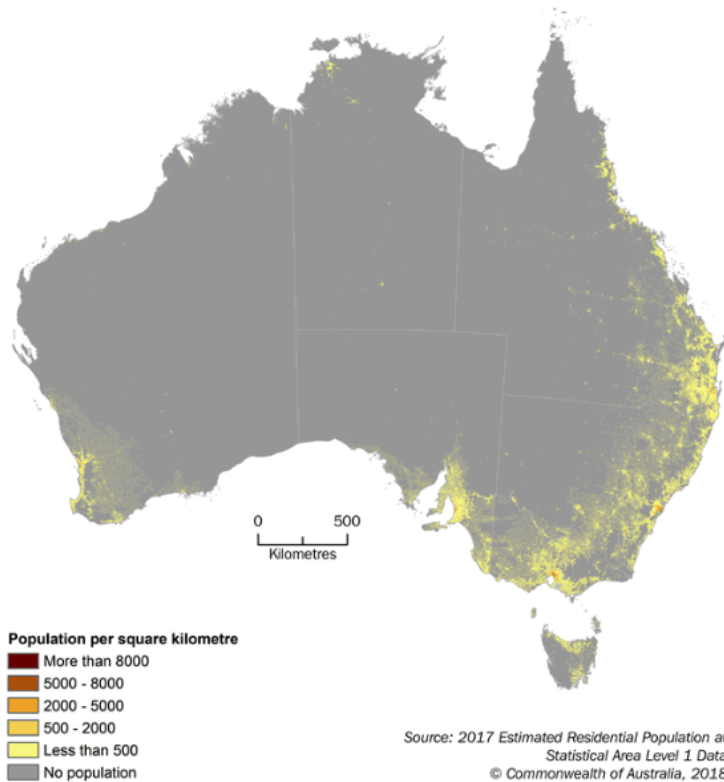 0 500
Kilometres
Population per square kilometre
More than 8000
5000 - 8000
2000 - 5000
500 - 2000
Less than 500
No population
Source: 2017 Estimated Residential Population at
Statistical Area Level 1 Data
© Commonwealth of Australia, 2018